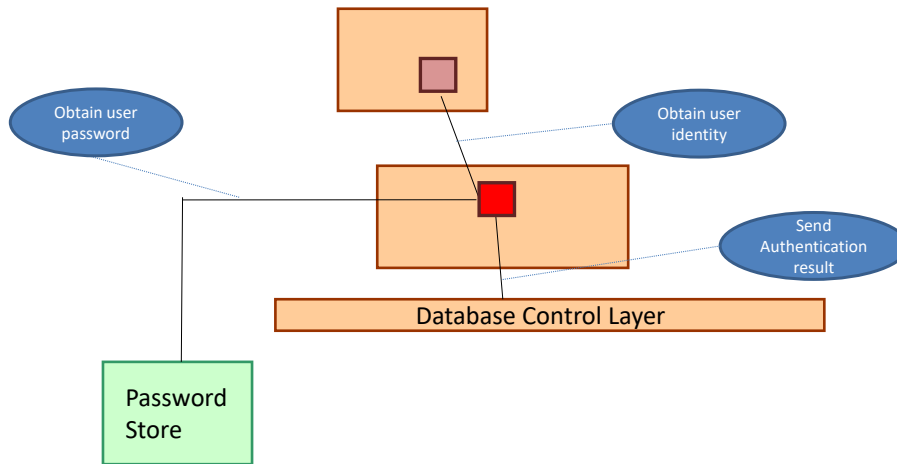 Obtain user
password
Obtain user
identity
Send
Authentication
result
Database Control Layer
Password
Store